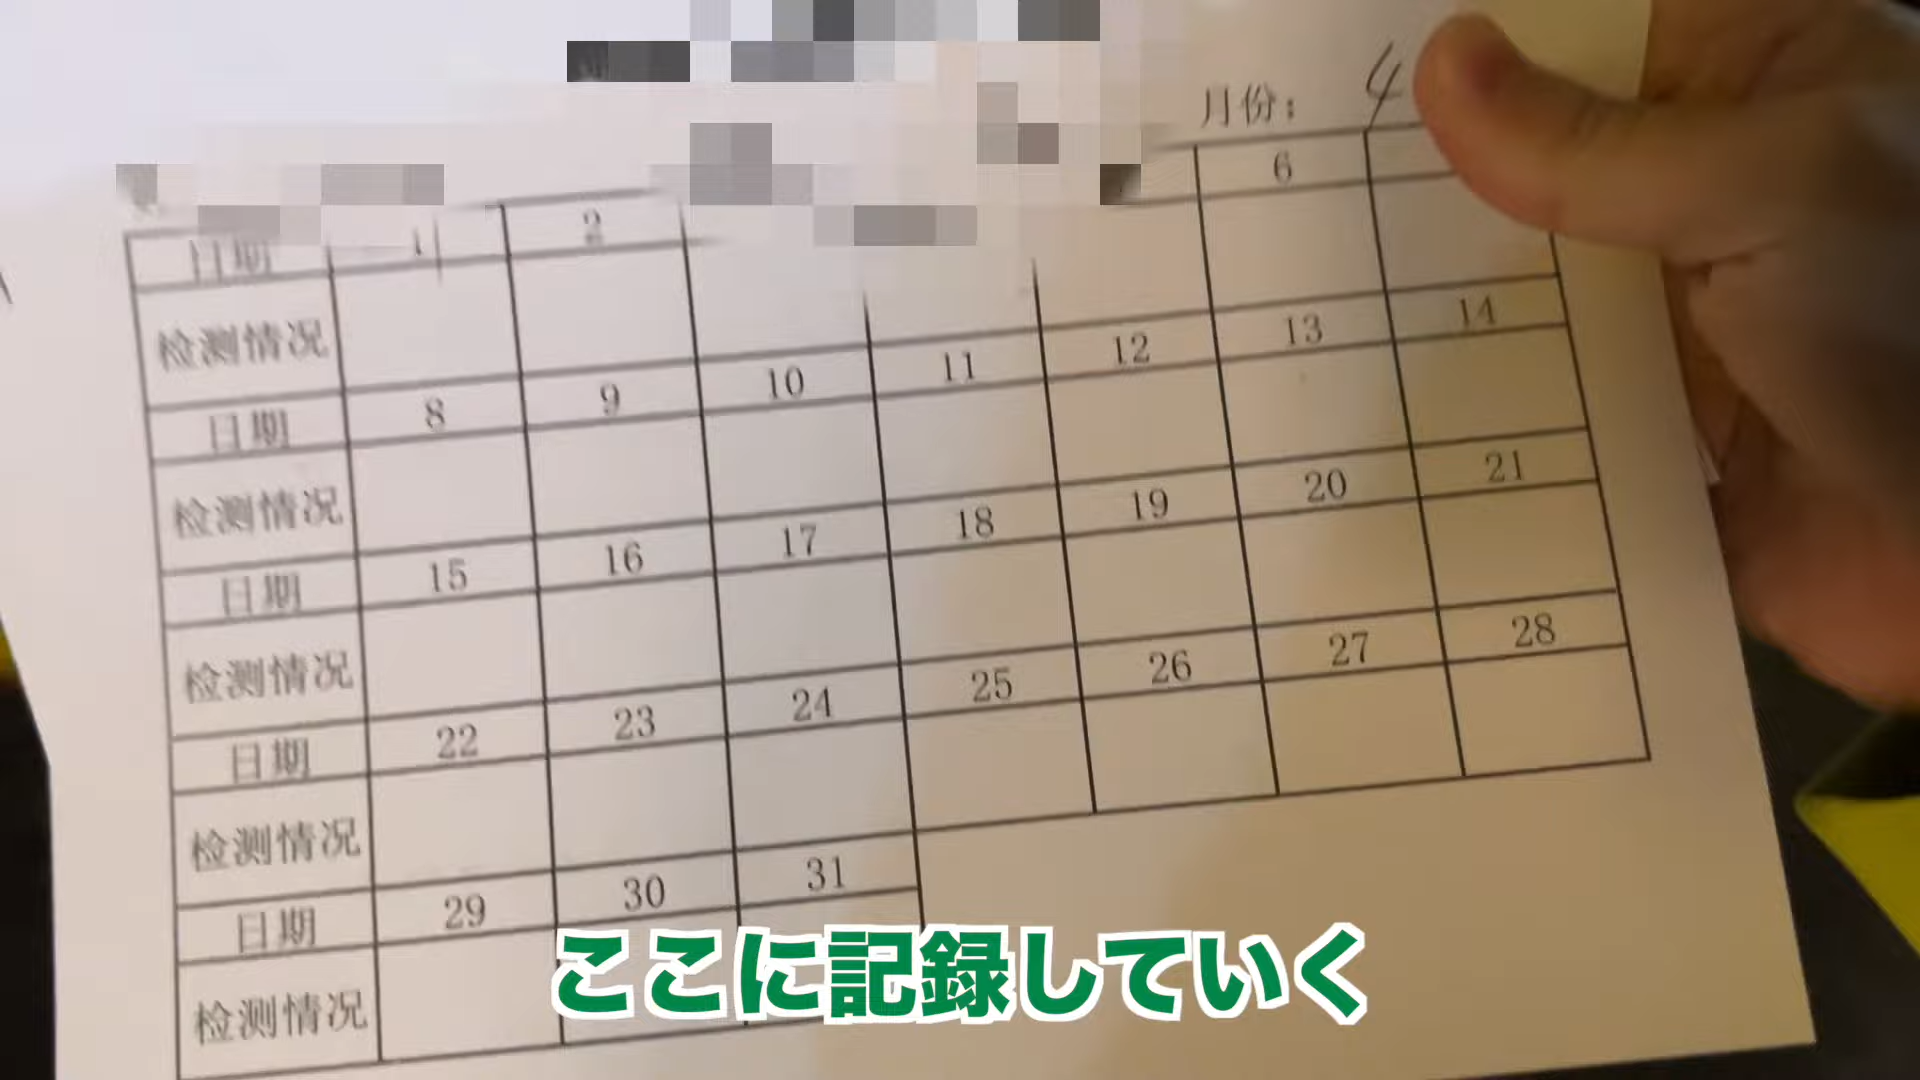 月份： 4
日期 1 2 6
检测情况
日期 8 9 10 11 12 13 14
检测情况
日期 15 16 17 18 19 20 21
检测情况
日期 22 23 24 25 26 27 28
检测情况
日期 29 30 31
检测情况
ここに記録していく